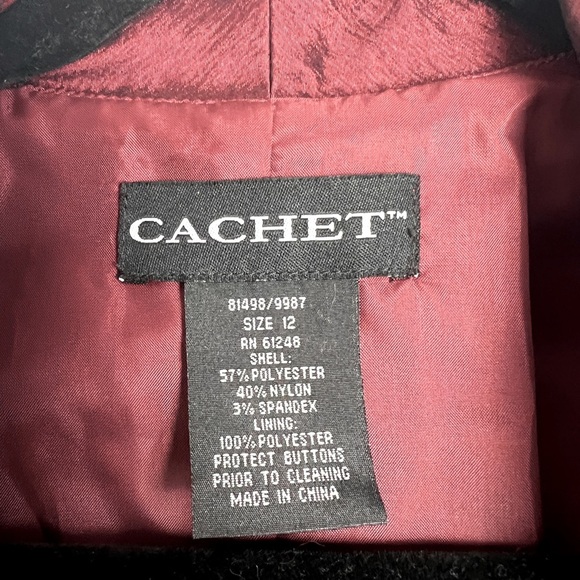 CACHET™
81498/9987
SIZE 12
RN 61248
SHELL:
57% POLYESTER
40% NYLON
3% SPANDEX
LINING:
100% POLYESTER
PROTECT BUTTONS
PRIOR TO CLEANING
MADE IN CHINA